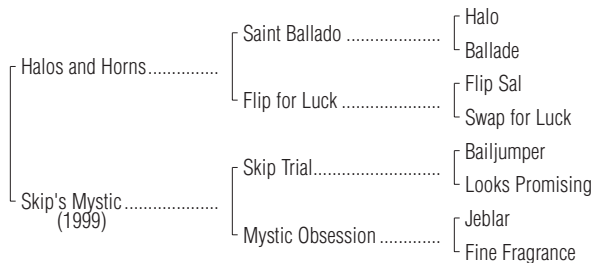 Halo
Saint Ballado ....................
Ballade
Halos and Horns...............
Flip Sal
Flip for Luck .....................
Swap for Luck
Bailjumper
Skip Trial...........................
Looks Promising
Skip's Mystic ....................
(1999)
Jeblar
Mystic Obsession .............
Fine Fragrance